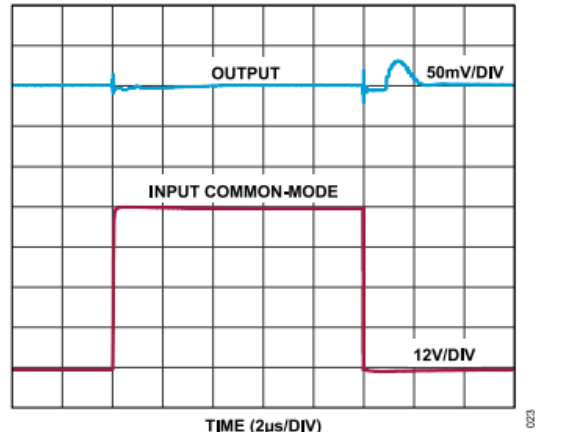 OUTPUT
50mV/DIV
INPUT COMMON-MODE
12V/DIV
TIME (2µs/DIV)
023